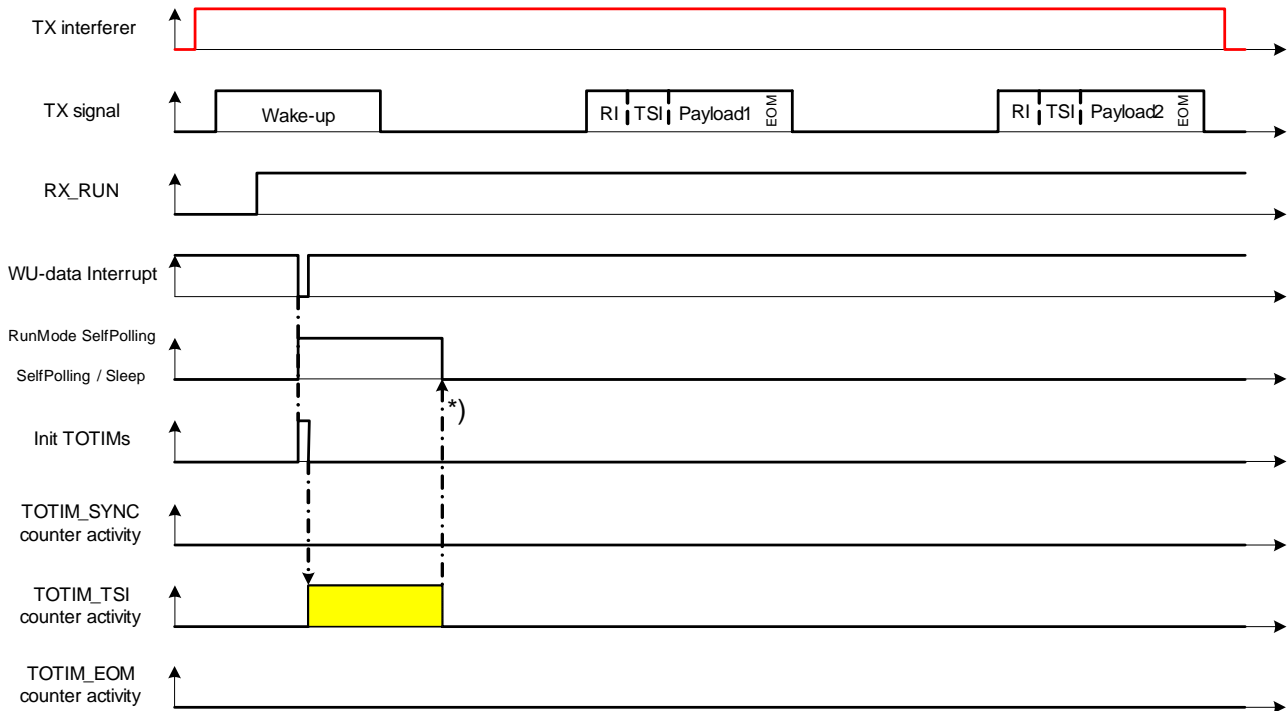 TX interferer
TX signal
Wake-up
RI TSI Payload1 EOM
RI TSI Payload2 EOM
RX_RUN
WU-data Interrupt
RunMode SelfPolling
SelfPolling / Sleep
*)
Init TOTIMs
TOTIM_SYNC
counter activity
TOTIM_TSI
counter activity
TOTIM_EOM
counter activity